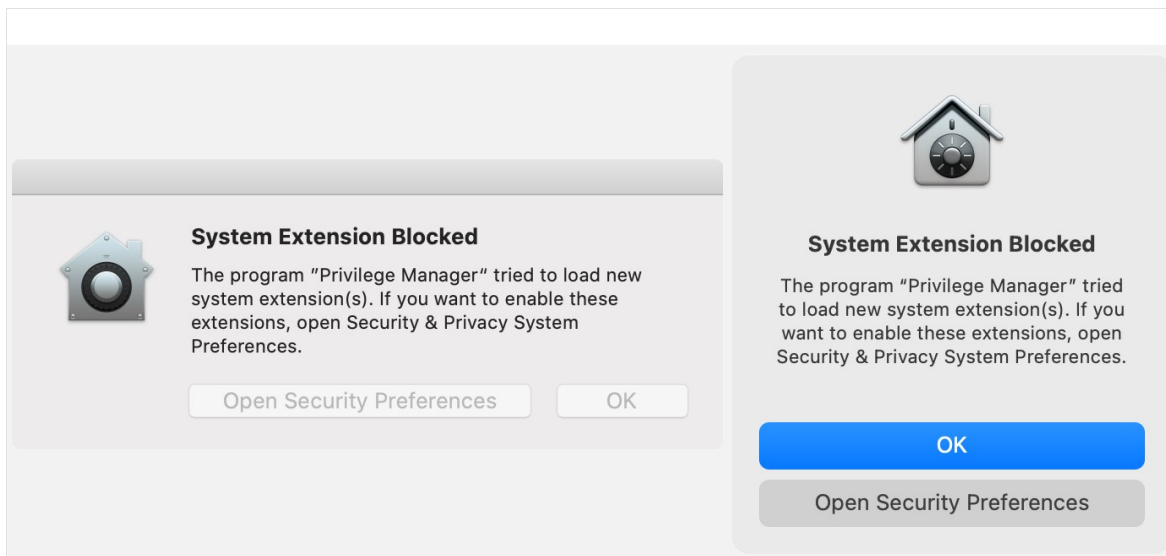 System Extension Blocked
The program "Privilege Manager“ tried to load new
system extension(s). If you want to enable these
extensions, open Security & Privacy System
Preferences.
Open Security Preferences
OK
System Extension Blocked
The program “Privilege Manager” tried
to load new system extension(s). If you
want to enable these extensions, open
Security & Privacy System Preferences.
OK
Open Security Preferences